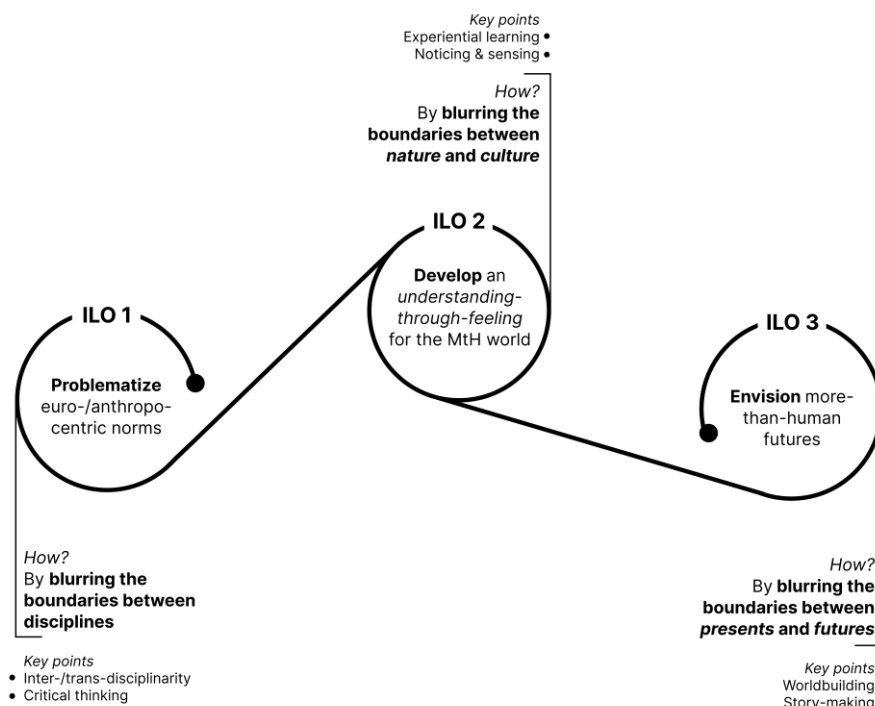 Key points
Experiential learning •
Noticing & sensing •
How?
By blurring the
boundaries between
nature and culture
ILO 2
Develop an
understanding-
through-feeling
for the MtH world
ILO 1
Problematize
euro-/anthropo-
centric norms
How?
By blurring the
boundaries between
disciplines
Key points
• Inter-/trans-disciplinarity
• Critical thinking
ILO 3
Envision more-
than-human
futures
How?
By blurring the
boundaries between
presents and futures
Key points
Worldbuilding
Story-making